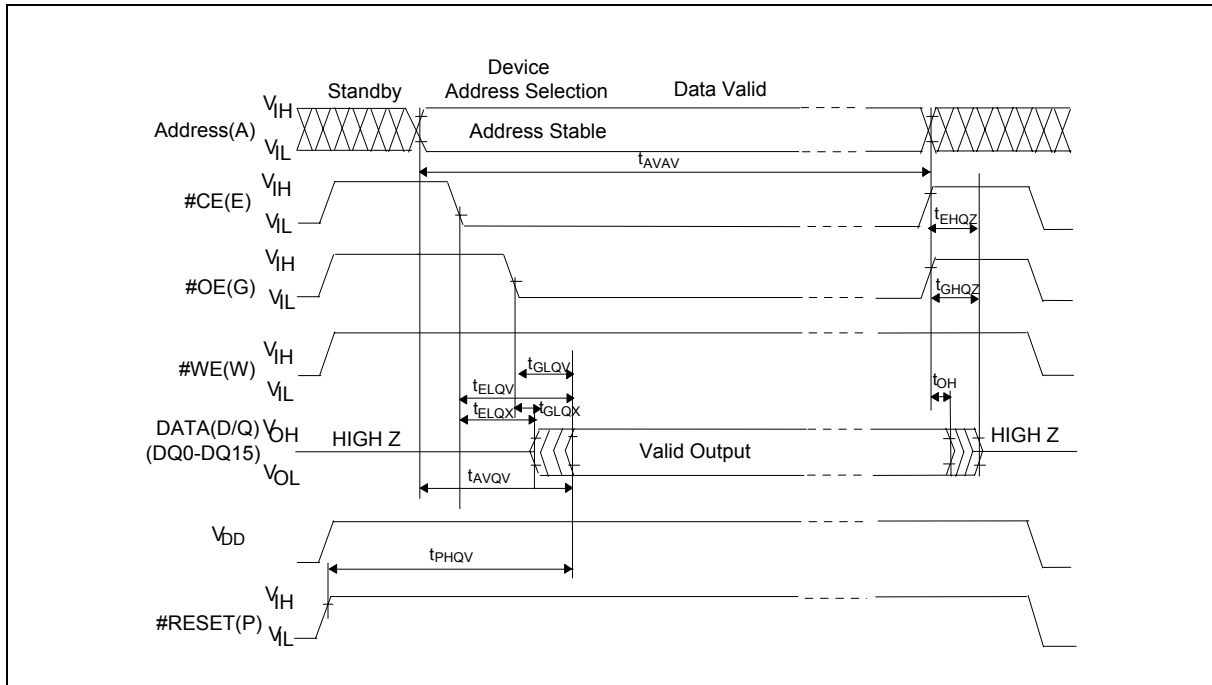 Device
Standby Address Selection Data Valid
VIH
Address(A) Address Stable
VIL
tAVAV
VIH
#CE(E)
VIL tEHQZ
VIH
#OE(G)
VIL tGHQZ
VIH
#WE(W) tGLQV
VIL tELQV tOH
tELQX tGLQX
DATA(D/Q) VOH HIGH Z HIGH Z
(DQ0-DQ15) Valid Output
VOL tAVQV
VDD
tPHQV
VIH
#RESET(P) VIL